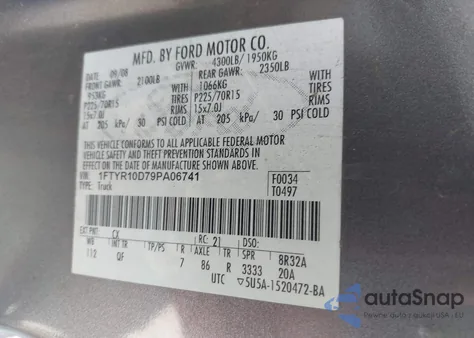 MFD. BY FORD MOTOR CO.
DATE: 09/08 GVWR: 4300LB/ 1950KG
FRONT GAWR: 2100LB REAR GAWR: 2350LB
953KG 1066KG
P225/70R15 TIRES P225/70R15 TIRES
15x7.0J RIMS 15x7.0J RIMS
AT 205 kPa/ 30 PSI COLD AT 205 kPa/ 30 PSI COLD
THIS VEHICLE CONFORMS TO ALL APPLICABLE FEDERAL MOTOR
VEHICLE SAFETY AND THEFT PREVENTION STANDARDS IN
EFFECT ON THE DATE OF MANUFACTURE SHOWN ABOVE.
VIN: 1FTYR10D79PA06741 F0034
TYPE: Truck T0497
EXT PNT: CX RC: 21 DSO:
WB INT TR TP/PS R AXLE TR SPR 8R32A
112 QF 7 86 R 3333 20A
UTC ▽5U5A-1520472-BA
autoSnap